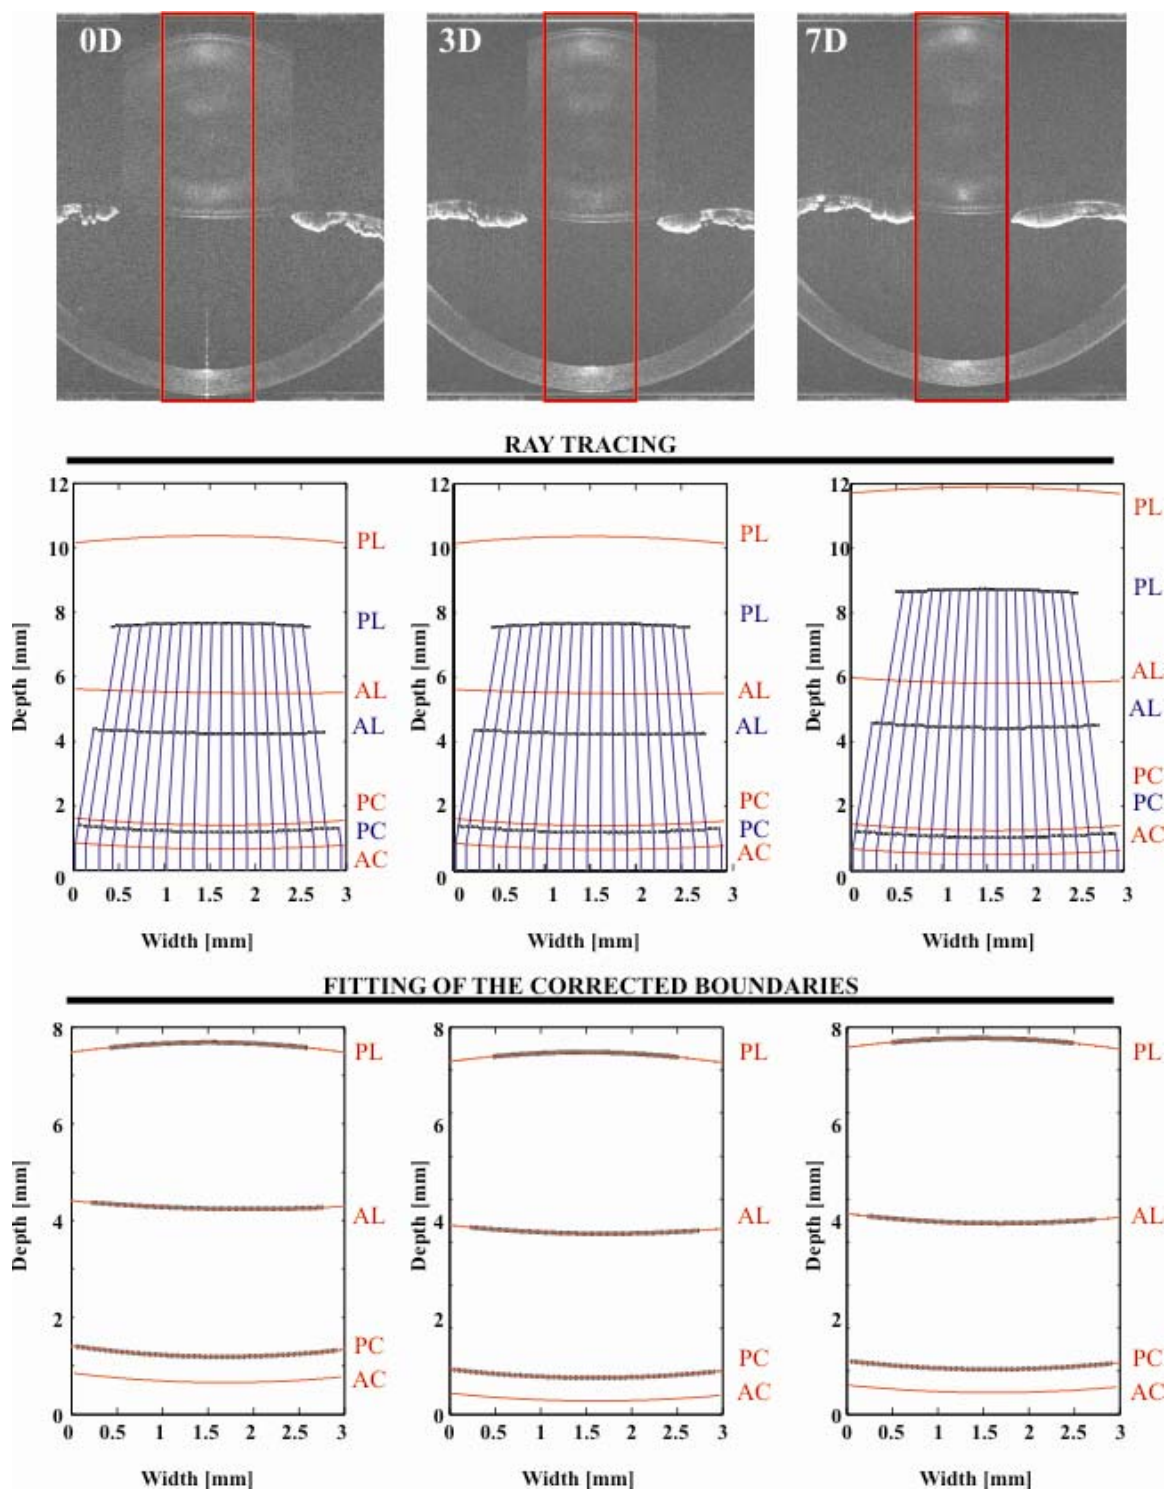 0D 3D 7D
RAY TRACING
12 12 12
PL PL PL
10 10 10
PL PL PL
8 8 8
Depth [mm] Depth [mm] Depth [mm]
6 6 6
AL AL AL
AL AL AL
4 4 4
PC PC PC
2 2 2
PC PC PC
AC AC AC
0 0 0
0 0.5 1 1.5 2 2.5 3 0 0.5 1 1.5 2 2.5 3 0 0.5 1 1.5 2 2.5 3
Width [mm] Width [mm] Width [mm]
FITTING OF THE CORRECTED BOUNDARIES
8 8 8
PL PL PL
6 6 6
Depth [mm] Depth [mm] Depth [mm]
4 4 4
AL AL AL
2 2 2
PC PC PC
AC AC AC
0 0 0
0 0.5 1 1.5 2 2.5 3 0 0.5 1 1.5 2 2.5 3 0 0.5 1 1.5 2 2.5 3
Width [mm] Width [mm] Width [mm]